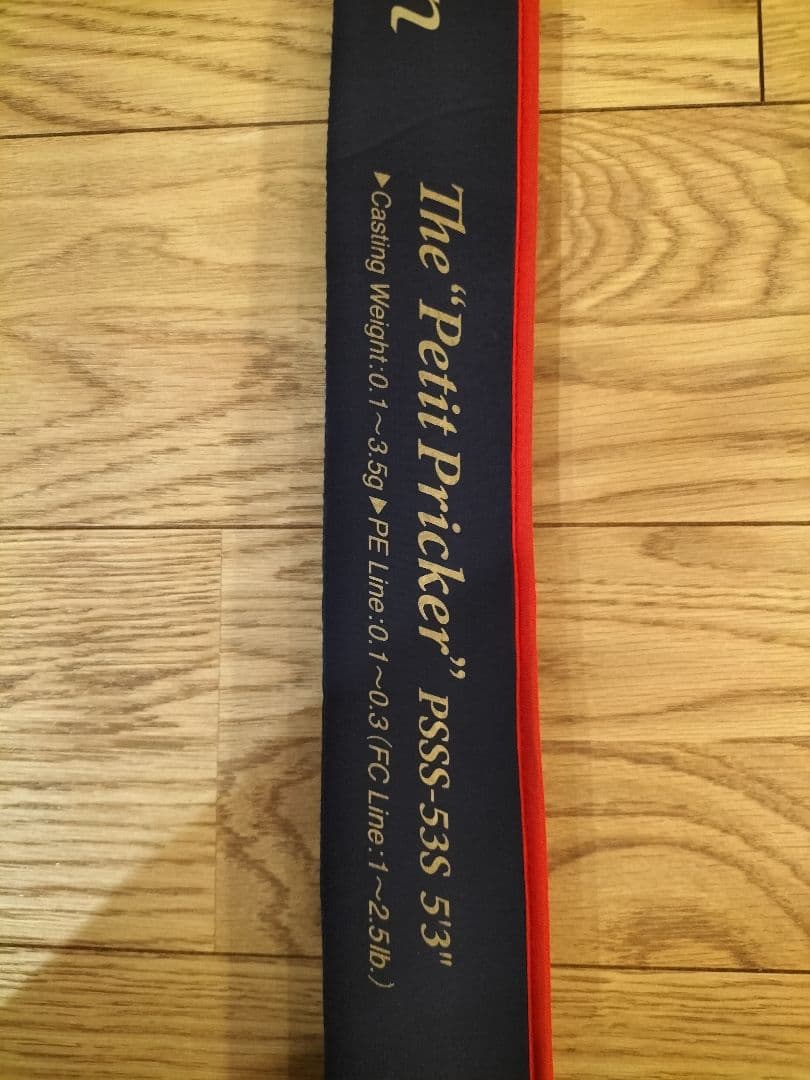 n
The “Petit Pricker” PSSS-53S 5'3"
▶Casting Weight:0.1～3.5g ▶PE Line:0.1～0.3 (FC Line:1～2.5lb.)